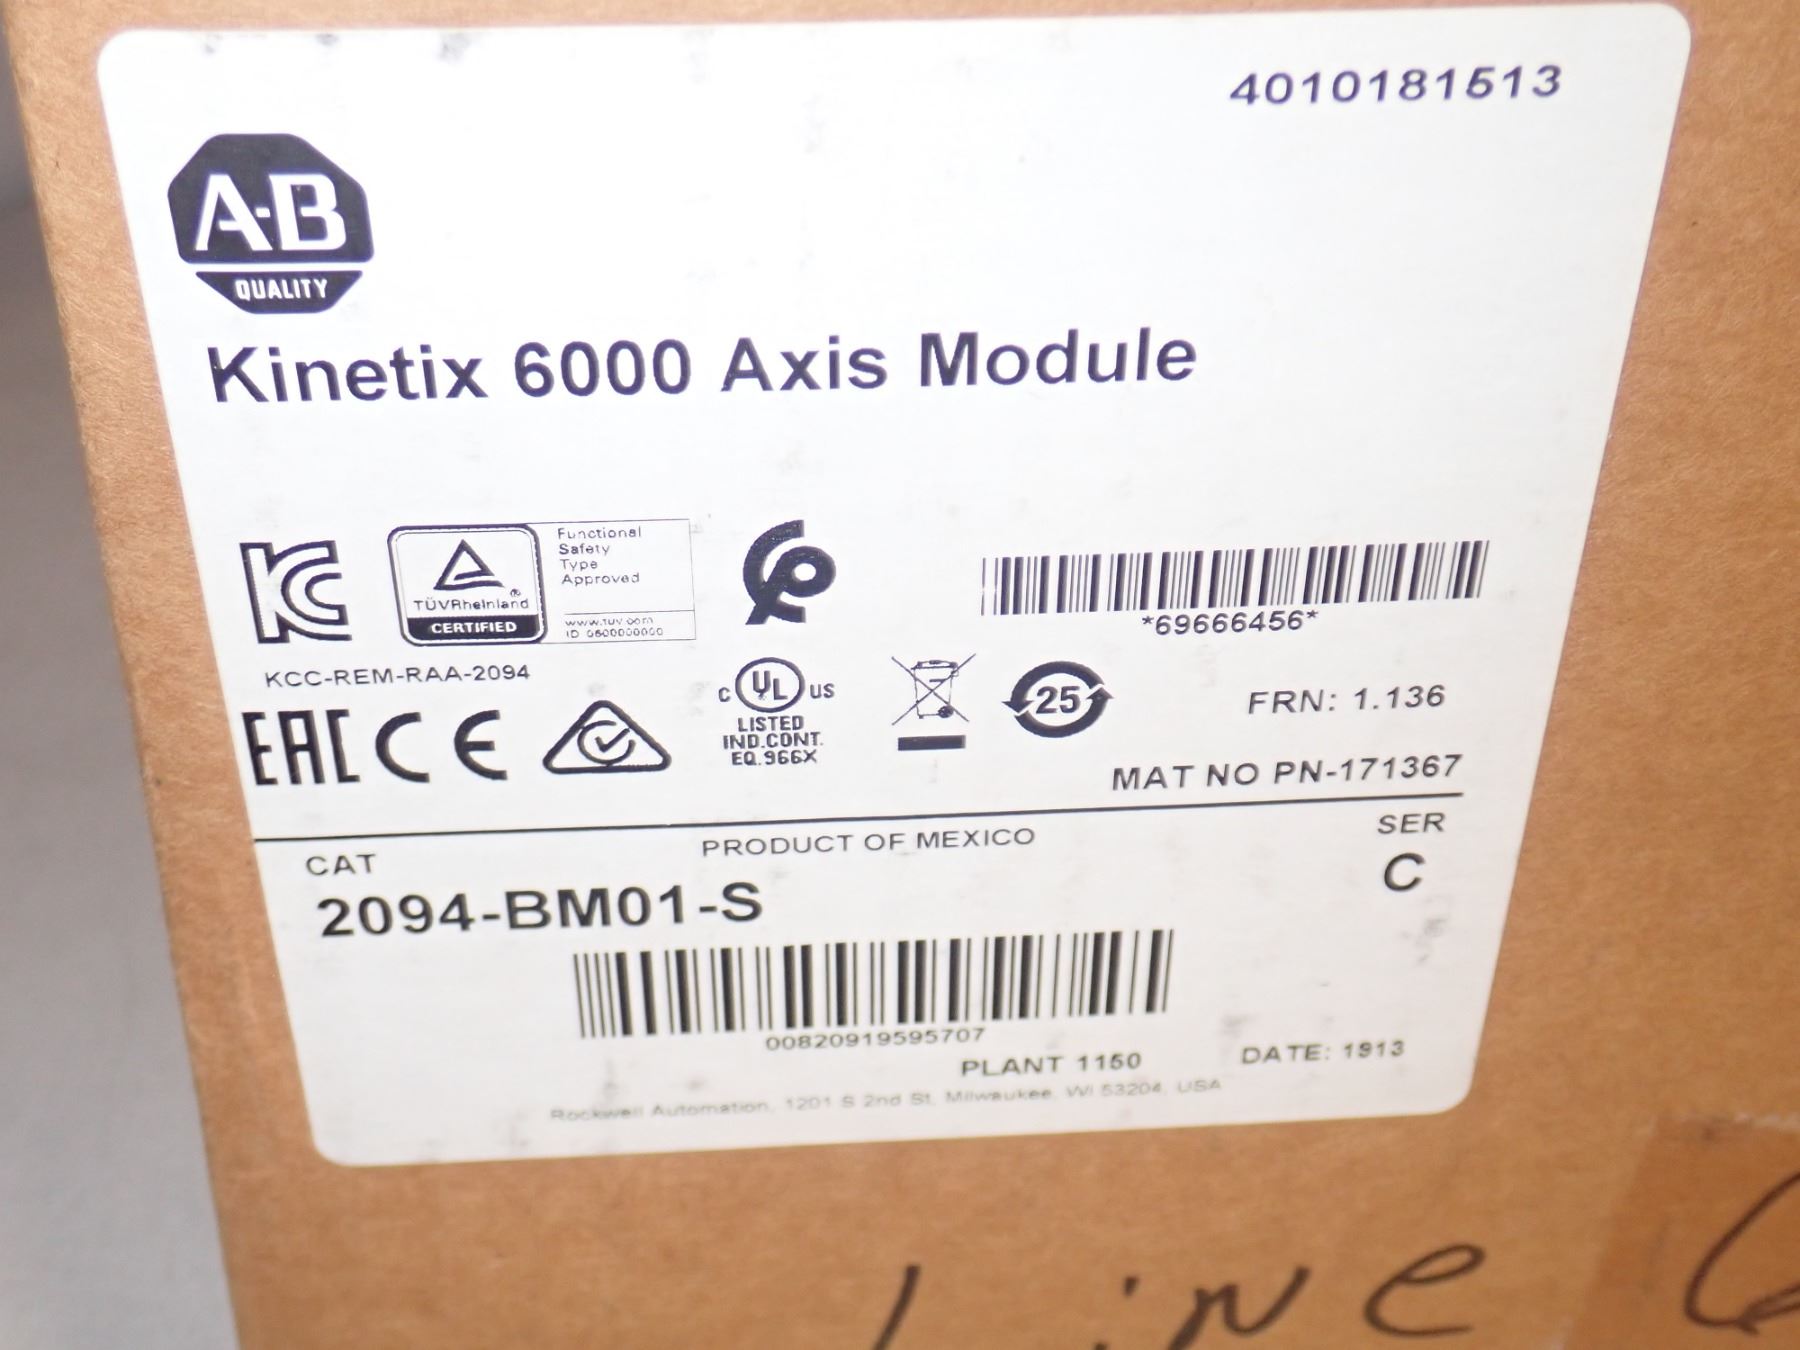 4010181513
A-B
QUALITY
Kinetix 6000 Axis Module
Functional
Safety
Type
Approved
TÜVRheinland®
CERTIFIED
www.tuv.com
ID 0600000000
*69666456*
KCC-REM-RAA-2094
C UL US
LISTED
IND.CONT.
EQ.966X
25
FRN: 1.136
EAC CE
MAT NO PN-171367
CAT
PRODUCT OF MEXICO
SER
2094-BM01-S
C
00820919595707
PLANT 1150
DATE: 1913
Rockwell Automation, 1201 S 2nd St. Milwaukee, WI 53204, USA
Line